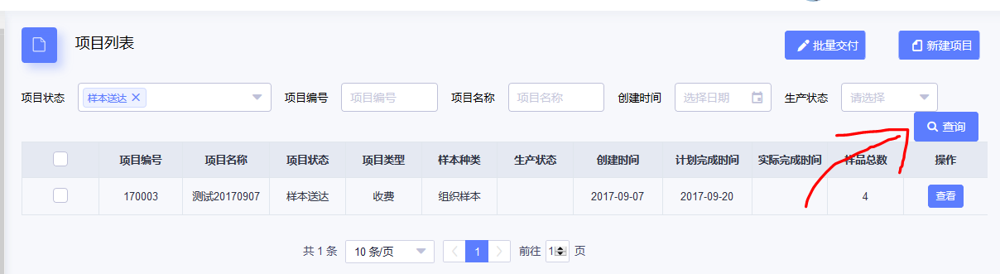 项目列表
批量交付
新建项目
项目状态 样本送达 项目编号 项目编号 项目名称 项目名称 创建时间 选择日期 生产状态 请选择
查询
项目编号 项目名称 项目状态 项目类型 样本种类 生产状态 创建时间 计划完成时间 实际完成时间 样品总数 操作
170003 测试20170907 样本送达 收费 组织样本 2017-09-07 2017-09-20 4 查看
共 1 条 10 条/页 1 前往 1 页